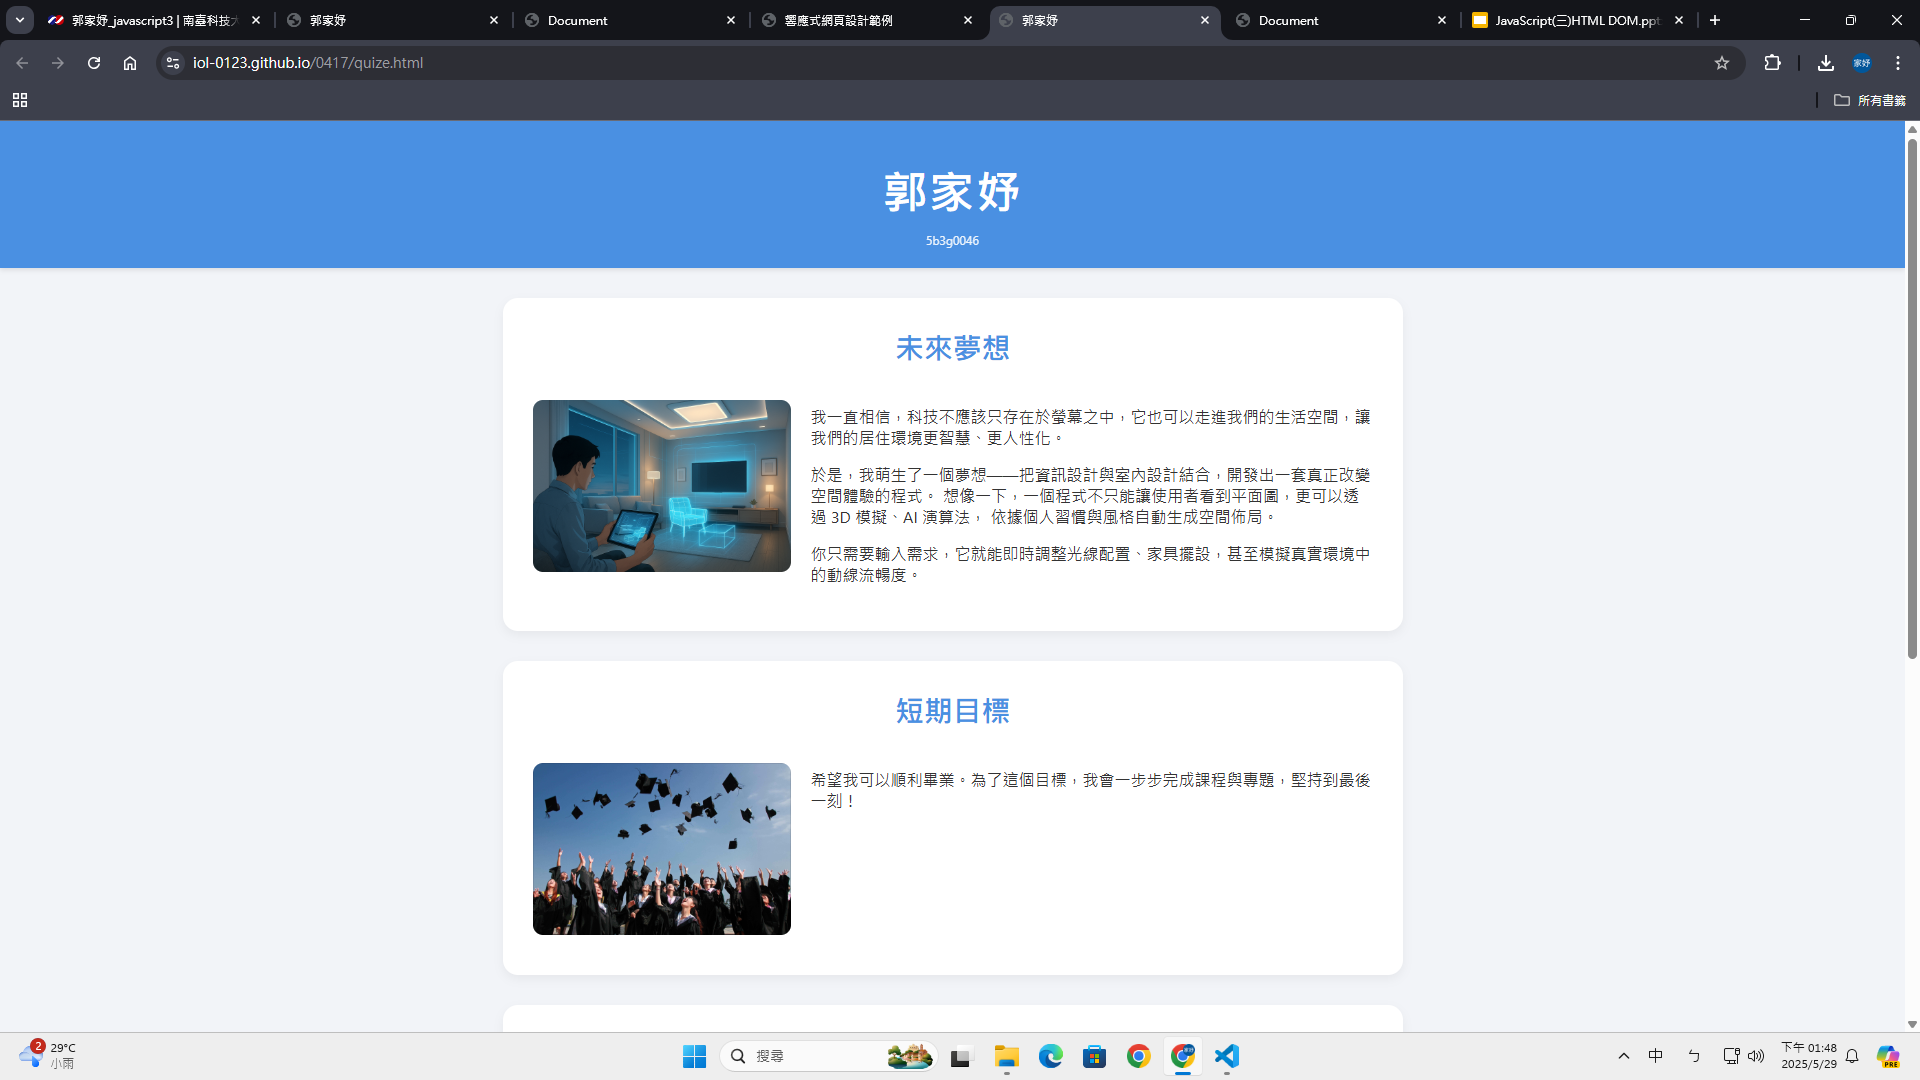 郭家妤_javascript3 | 南臺科技大
郭家妤
Document
響應式網頁設計範例
郭家妤
Document
JavaScript(三)HTML DOM.ppt
iol-0123.github.io/0417/quize.html
家妤
所有書籤
郭家妤
5b3g0046
未來夢想
我一直相信，科技不應該只存在於螢幕之中，它也可以走進我們的生活空間，讓
我們的居住環境更智慧、更人性化。
於是，我萌生了一個夢想——把資訊設計與室內設計結合，開發出一套真正改變
空間體驗的程式。 想像一下，一個程式不只能讓使用者看到平面圖，更可以透
過 3D 模擬、AI 演算法， 依據個人習慣與風格自動生成空間佈局。
你只需要輸入需求，它就能即時調整光線配置、家具擺設，甚至模擬真實環境中
的動線流暢度。
短期目標
希望我可以順利畢業。為了這個目標，我會一步步完成課程與專題，堅持到最後
一刻！
2
29°C
小雨
搜尋
中
ㄅ
下午 01:48
2025/5/29
PRE